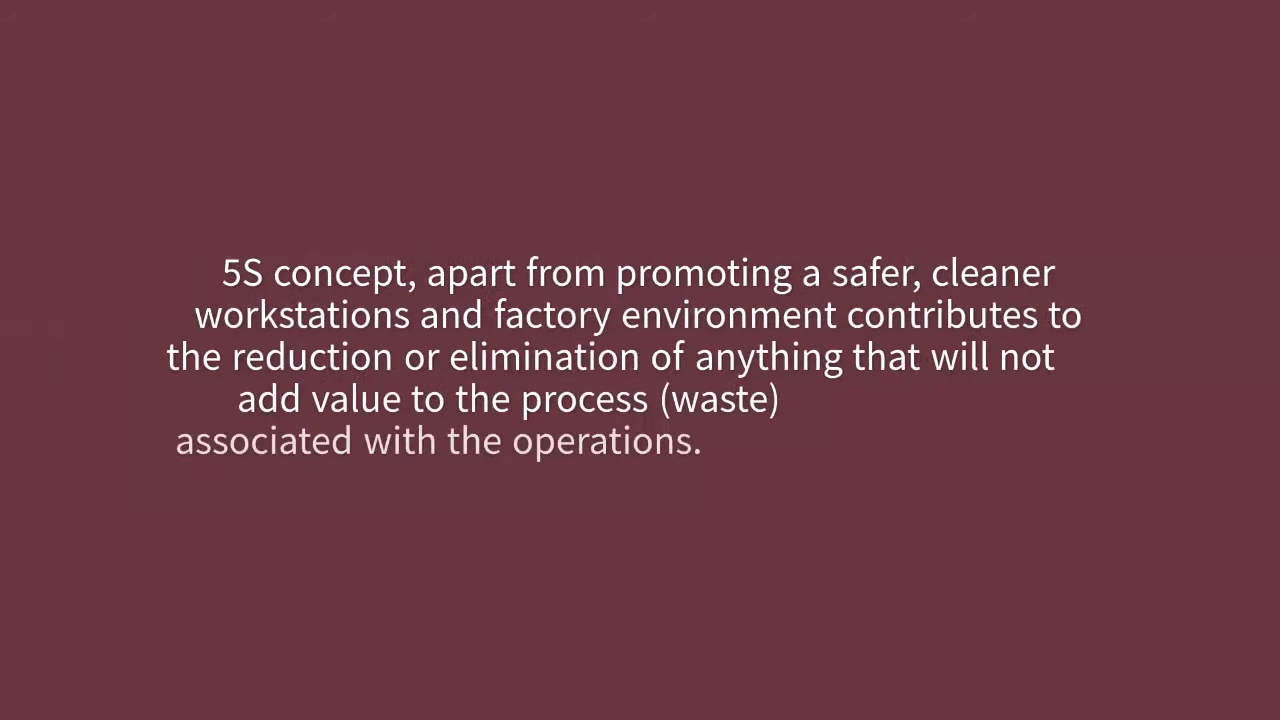 5S concept, apart from promoting a safer, cleaner
workstations and factory environment contributes to
the reduction or elimination of anything that will not
add value to the process (waste)
associated with the operations.